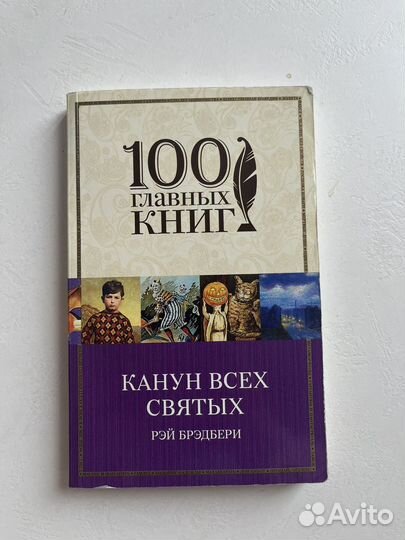 100
ГЛАВНЫХ
КНИГ
КАНУН ВСЕХ
СВЯТЫХ
РЭЙ БРЭДБЕРИ
Avito